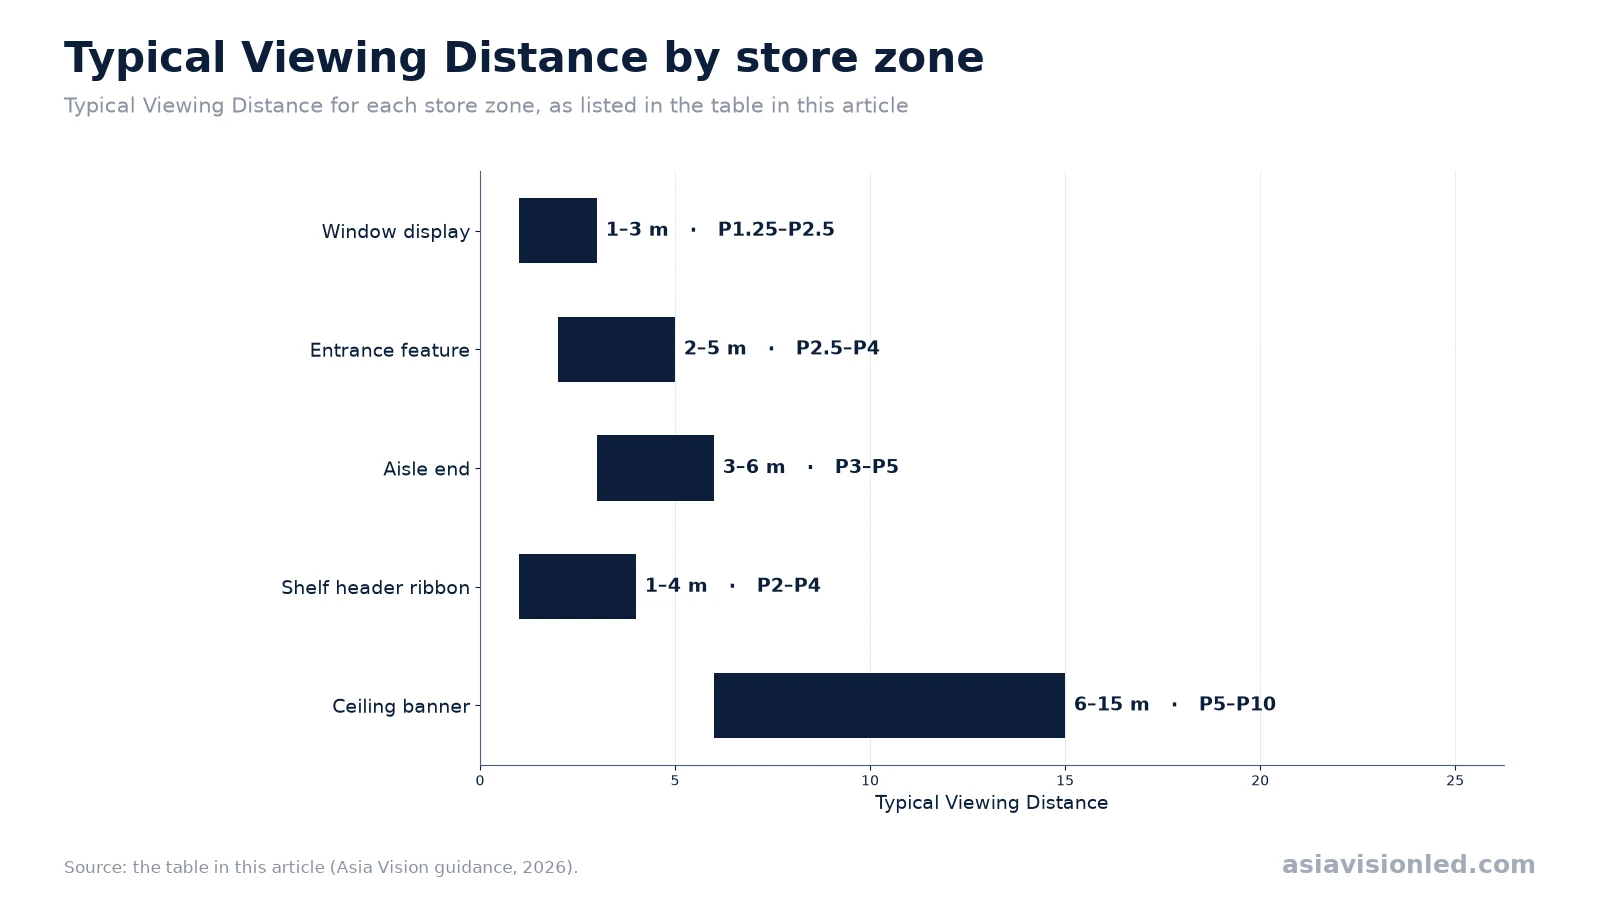 Typical Viewing Distance by store zone
Typical Viewing Distance for each store zone, as listed in the table in this article
Window display
1–3 m · P1.25–P2.5
Entrance feature
2–5 m · P2.5–P4
Aisle end
3–6 m · P3–P5
Shelf header ribbon
1–4 m · P2–P4
Ceiling banner
6–15 m · P5–P10
0 5 10 15 20 25
Typical Viewing Distance
Source: the table in this article (Asia Vision guidance, 2026).
asiavisionled.com